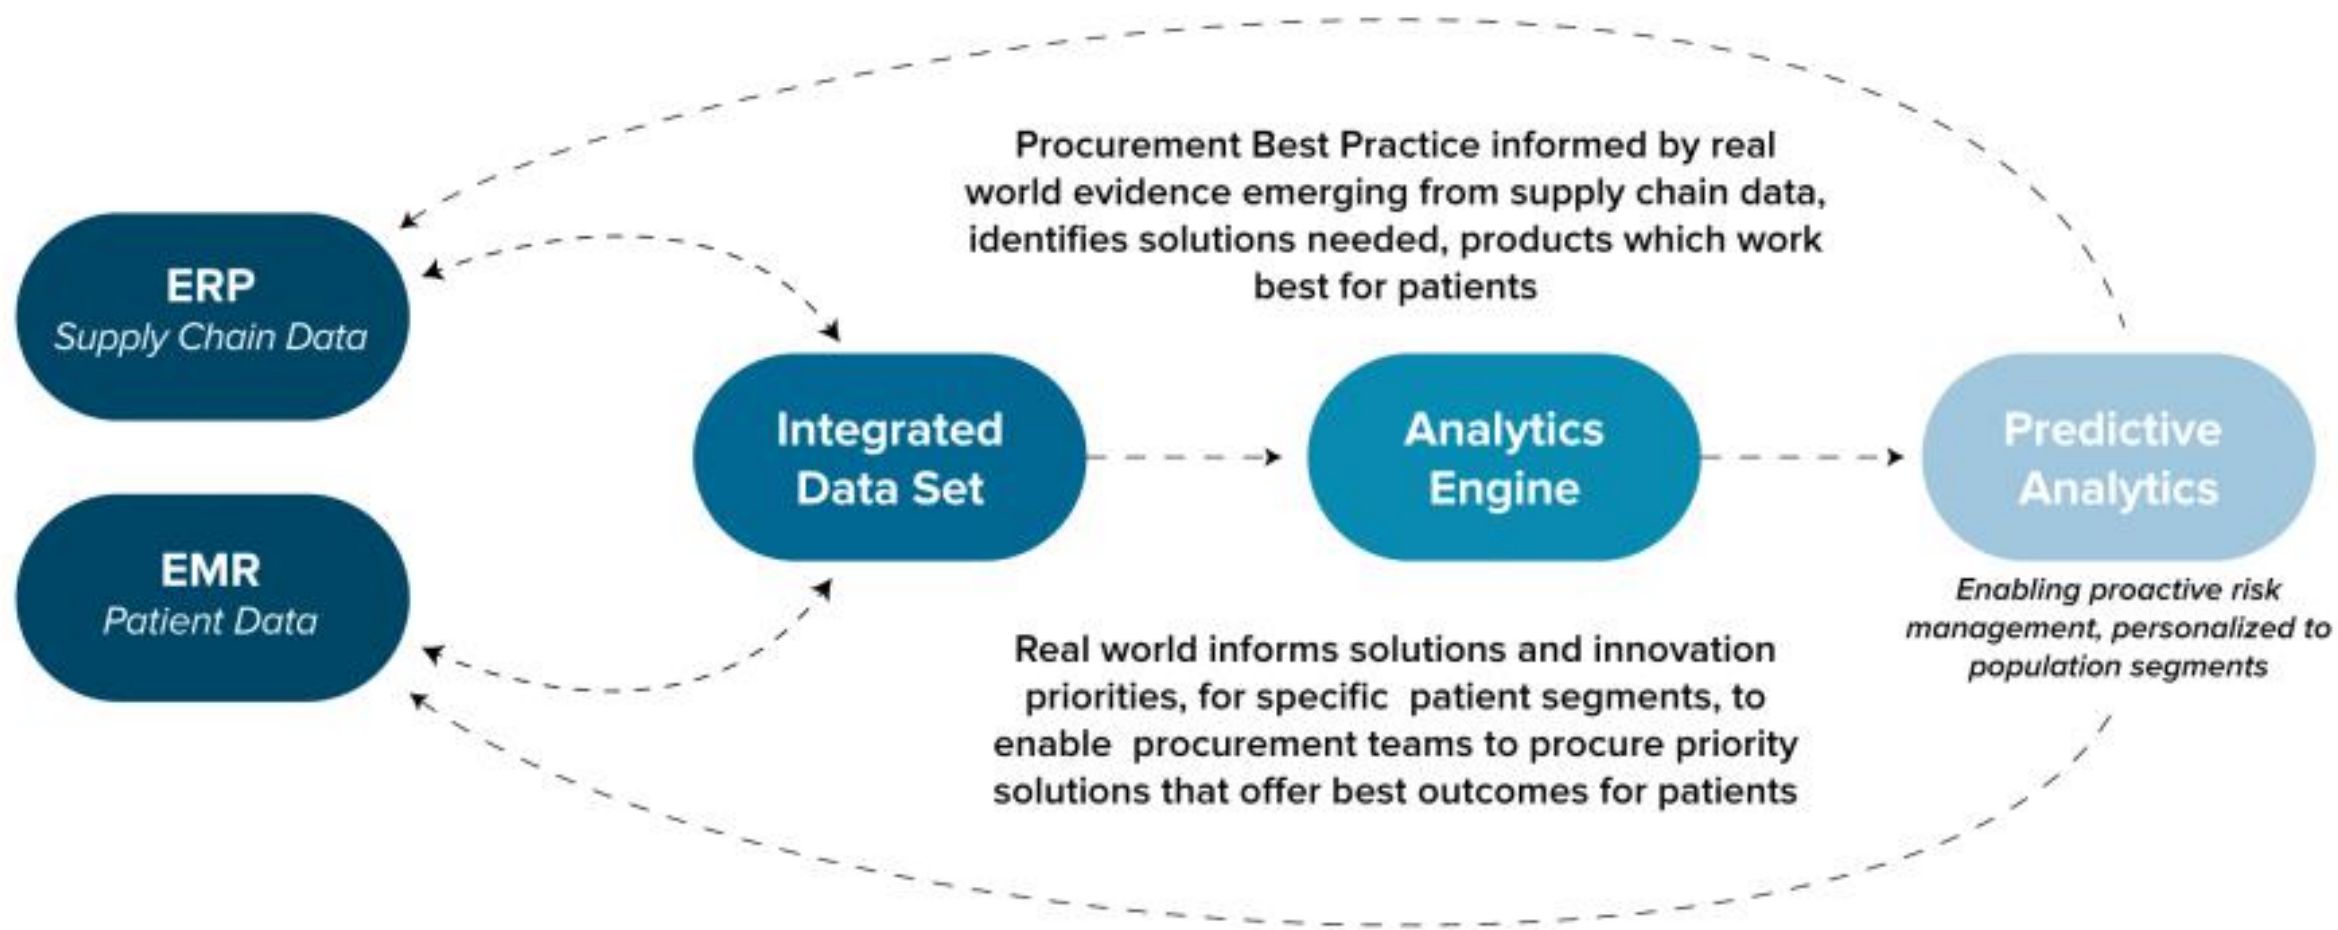 Procurement Best Practice informed by real
world evidence emerging from supply chain data,
identifies solutions needed, products which work
best for patients
ERP
Supply Chain Data
Integrated
Data Set
Analytics
Engine
Predictive
Analytics
EMR
Patient Data
Enabling proactive risk
management, personalized to
population segments
Real world informs solutions and innovation
priorities, for specific patient segments, to
enable procurement teams to procure priority
solutions that offer best outcomes for patients